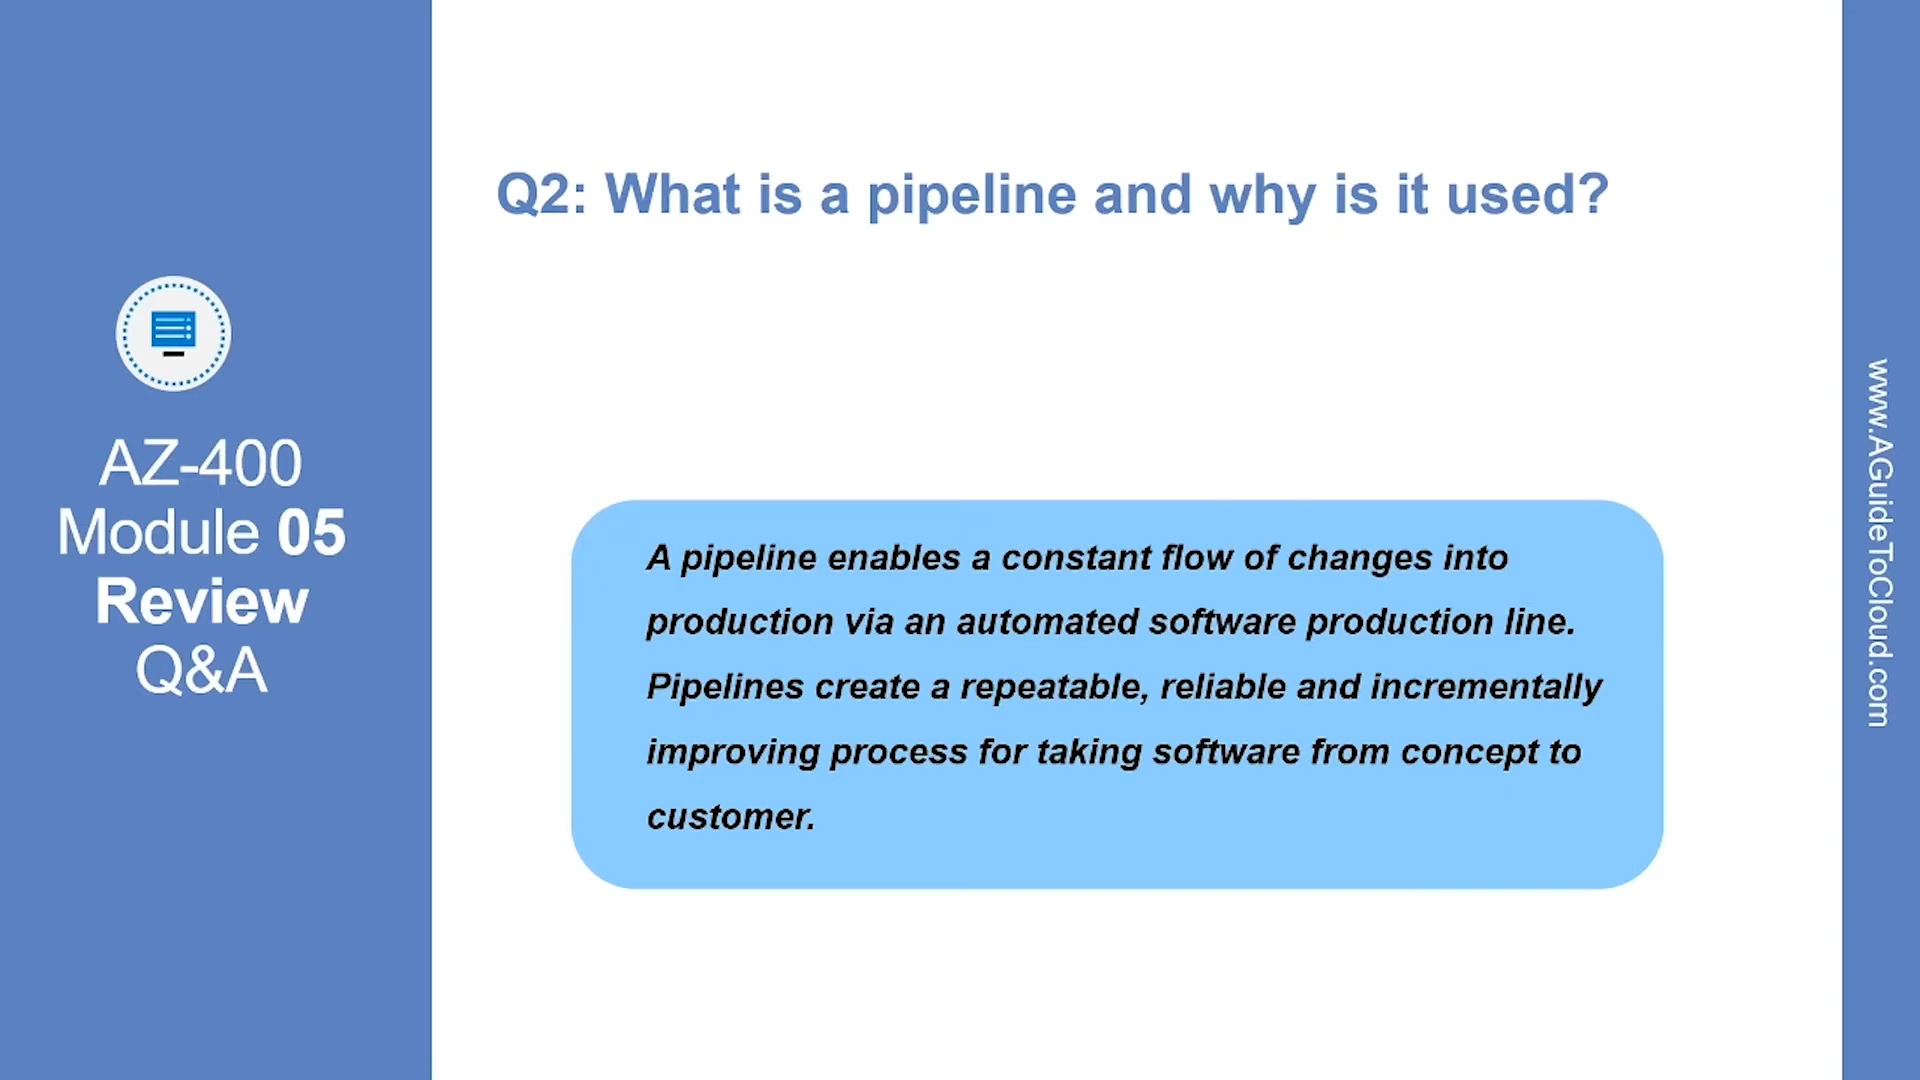 AZ-400
Module 05
Review
Q&A
Q2: What is a pipeline and why is it used?
A pipeline enables a constant flow of changes into
production via an automated software production line.
Pipelines create a repeatable, reliable and incrementally
improving process for taking software from concept to
customer.
www.AGuideToCloud.com